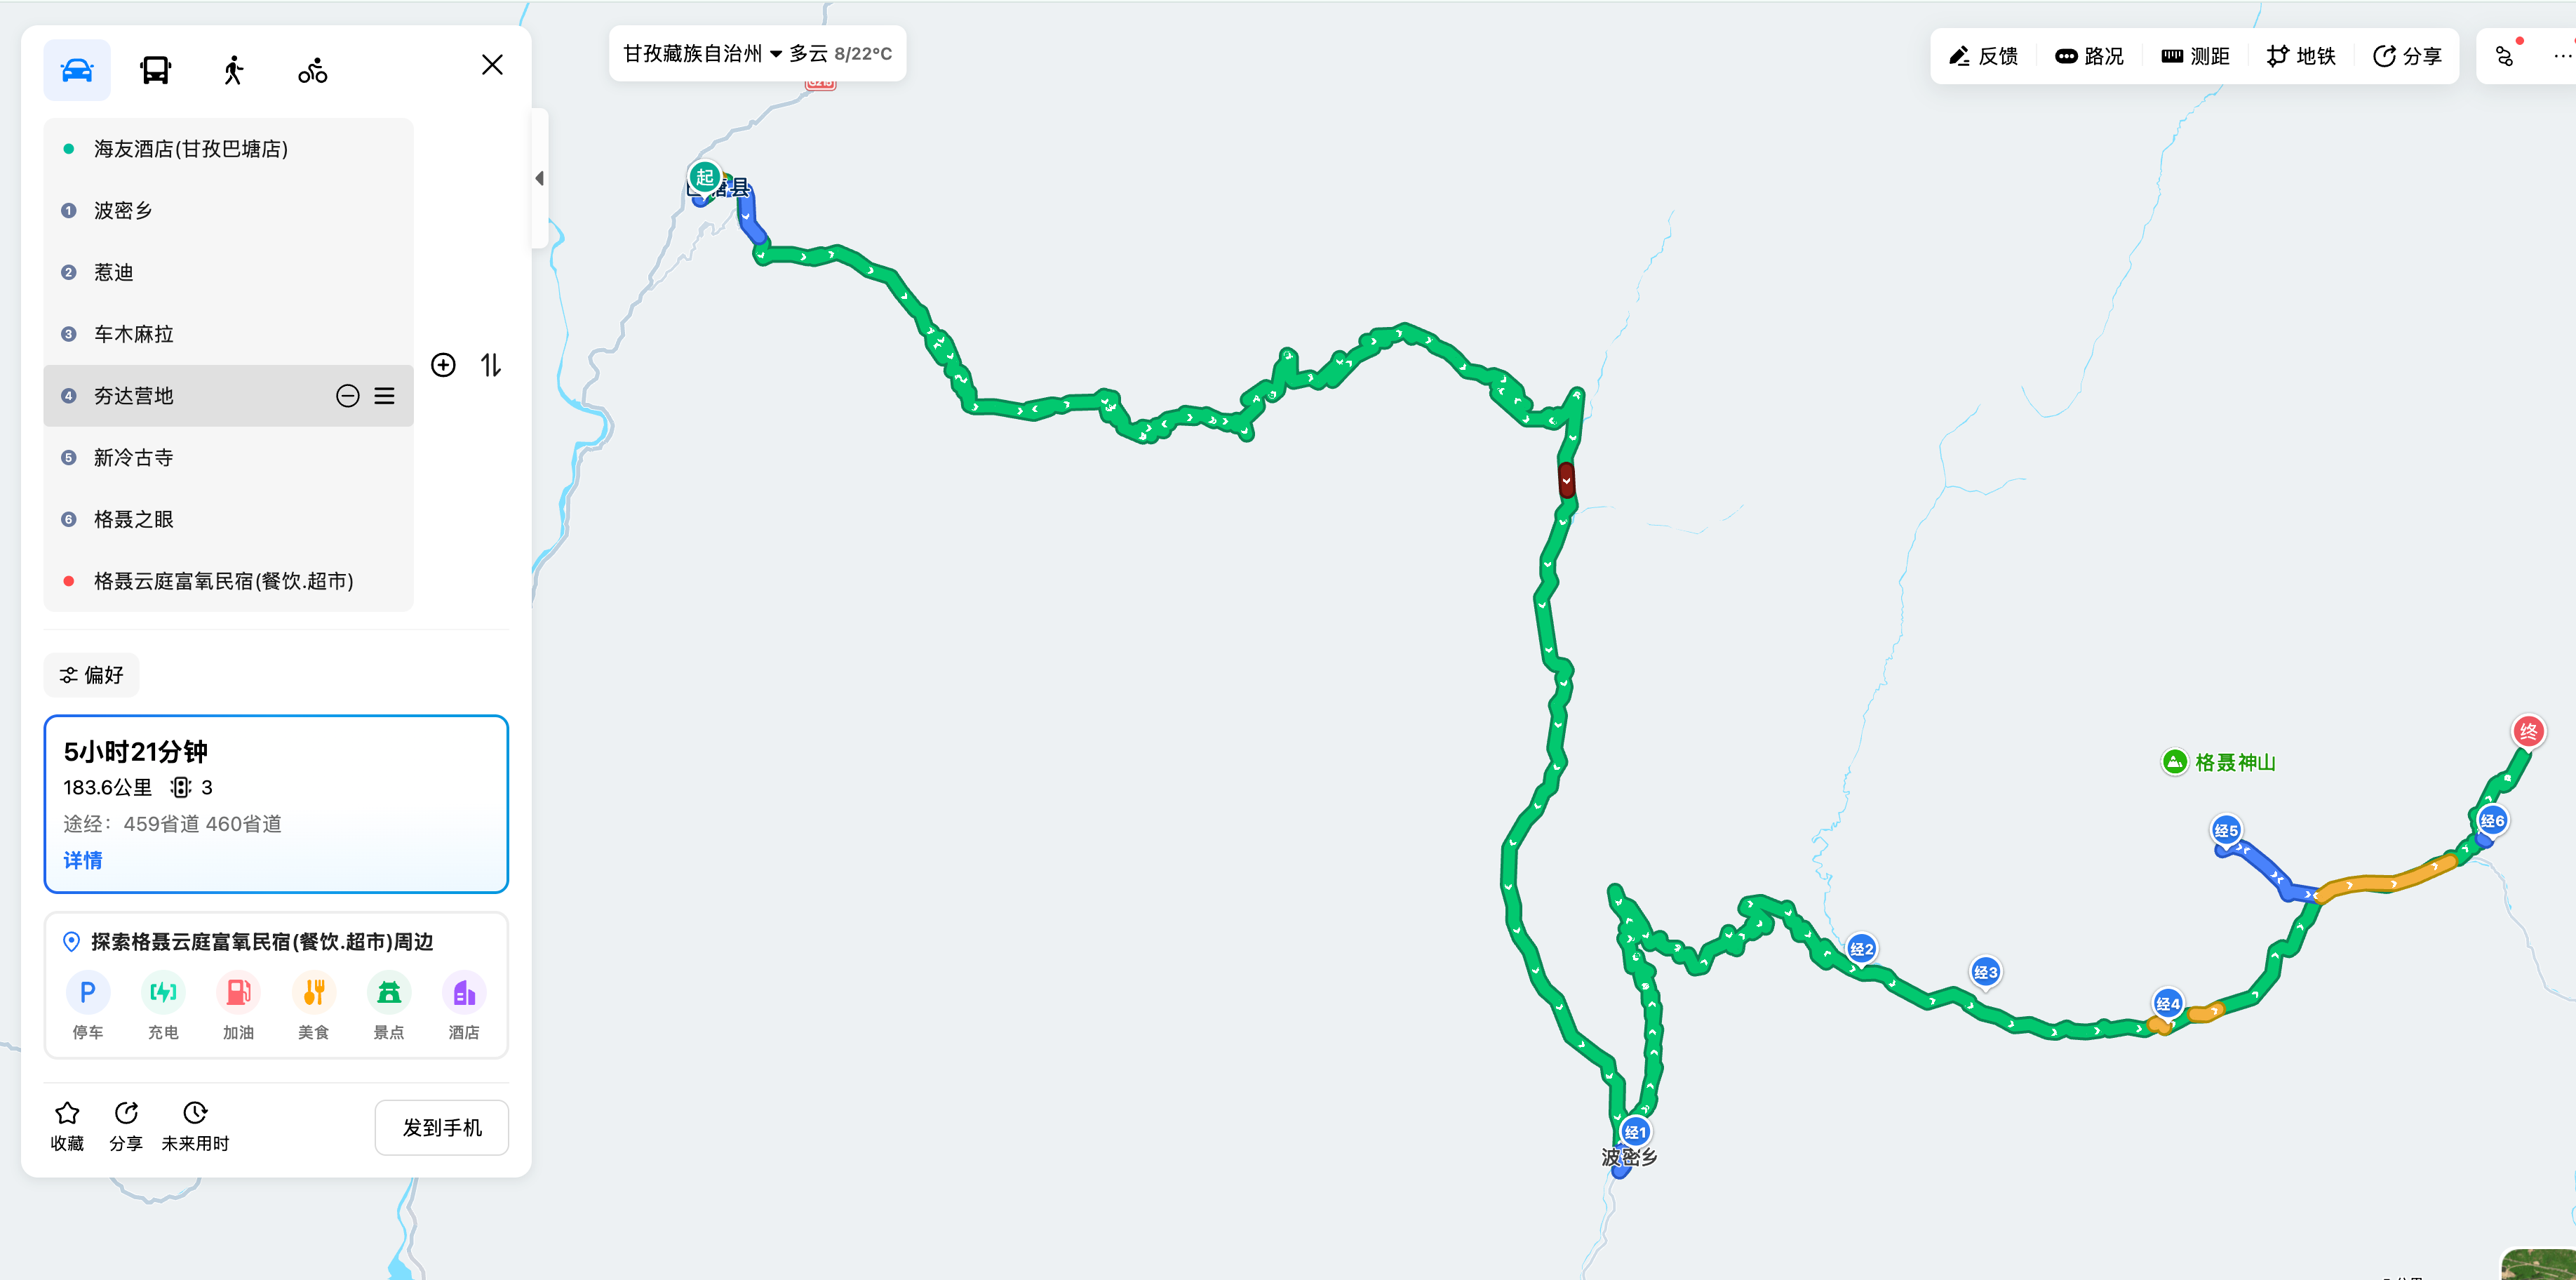 海友酒店(甘孜巴塘店)
1 波密乡
2 惹迪
3 车木麻拉
4 夯达营地
5 新冷古寺
6 格聂之眼
格聂云庭富氧民宿(餐饮.超市)
偏好
5小时21分钟
183.6公里 3
途经：459省道 460省道
详情
探索格聂云庭富氧民宿(餐饮.超市)周边
P
停车 充电 加油 美食 景点 酒店
收藏 分享 未来用时
发到手机
甘孜藏族自治州 多云 8/22°C
反馈 路况 测距 地铁 分享
起
终
格聂神山
经5
经6
经2
经3
经4
经1
波密乡